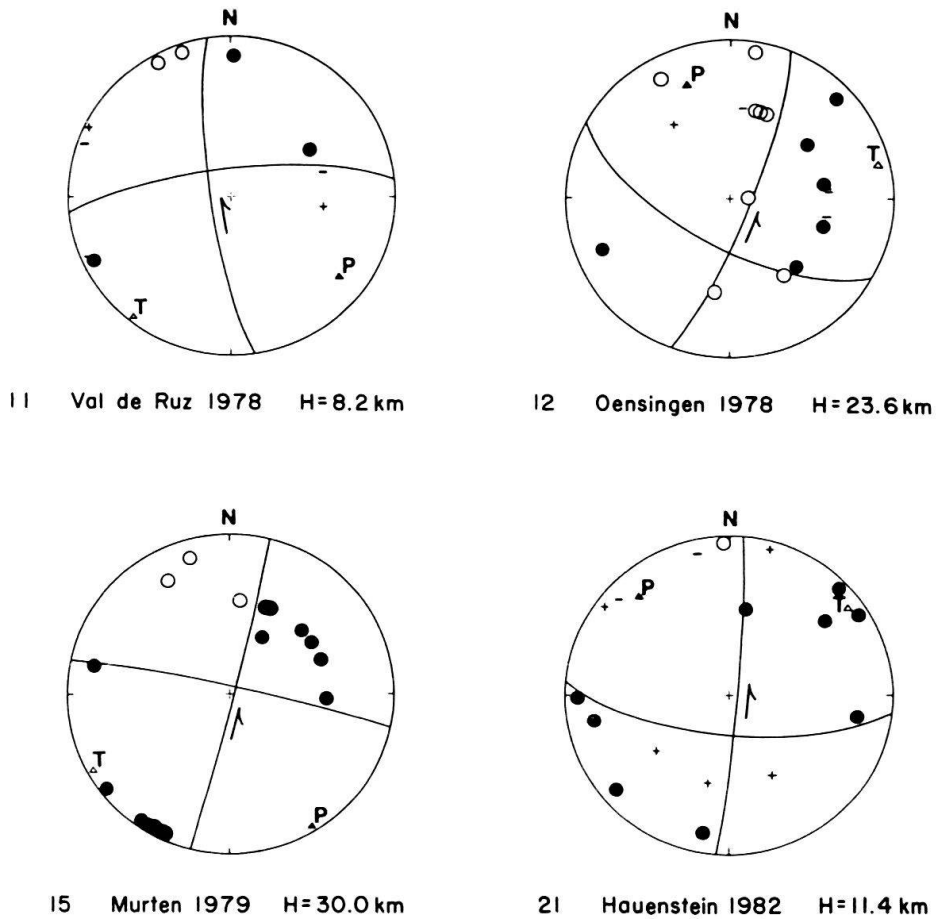 N
P
T
11 Val de Ruz 1978 H=8.2 km
N
P
T
12 Oensingen 1978 H=23.6 km
N
T
P
15 Murten 1979 H=30.0 km
N
P
T
21 Hauenstein 1982 H=11.4 km